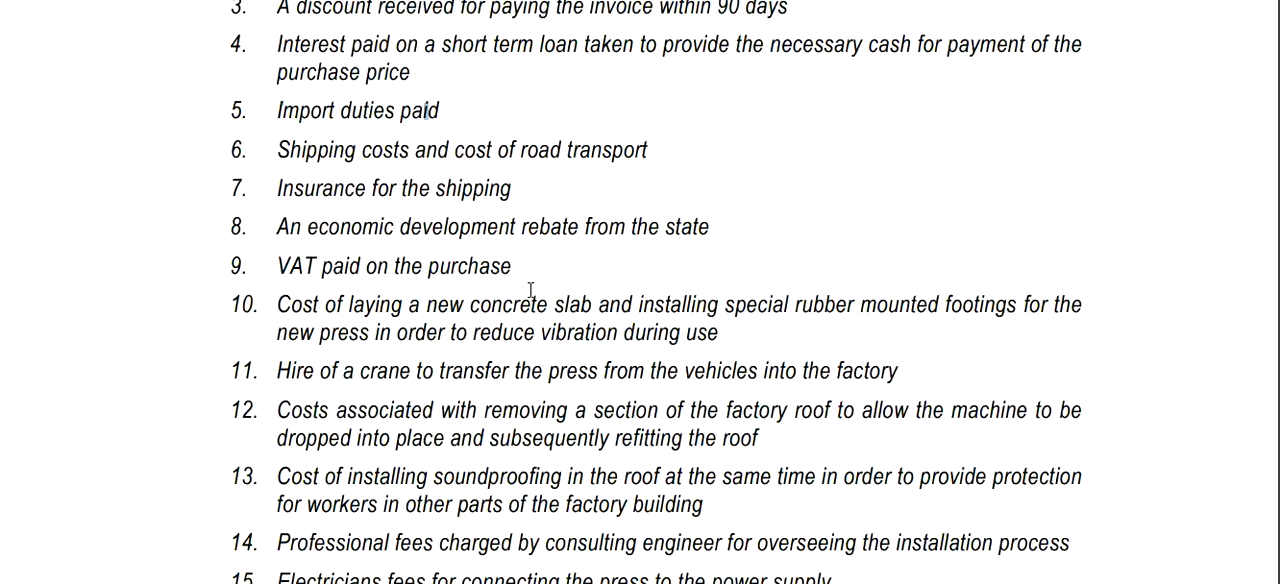 3. A discount received for paying the invoice within 90 days
4. Interest paid on a short term loan taken to provide the necessary cash for payment of the
purchase price
5. Import duties paid
6. Shipping costs and cost of road transport
7. Insurance for the shipping
8. An economic development rebate from the state
9. VAT paid on the purchase
10. Cost of laying a new concrete slab and installing special rubber mounted footings for the
new press in order to reduce vibration during use
11. Hire of a crane to transfer the press from the vehicles into the factory
12. Costs associated with removing a section of the factory roof to allow the machine to be
dropped into place and subsequently refitting the roof
13. Cost of installing soundproofing in the roof at the same time in order to provide protection
for workers in other parts of the factory building
14. Professional fees charged by consulting engineer for overseeing the installation process
15. Electricians fees for connecting the press to the power supply